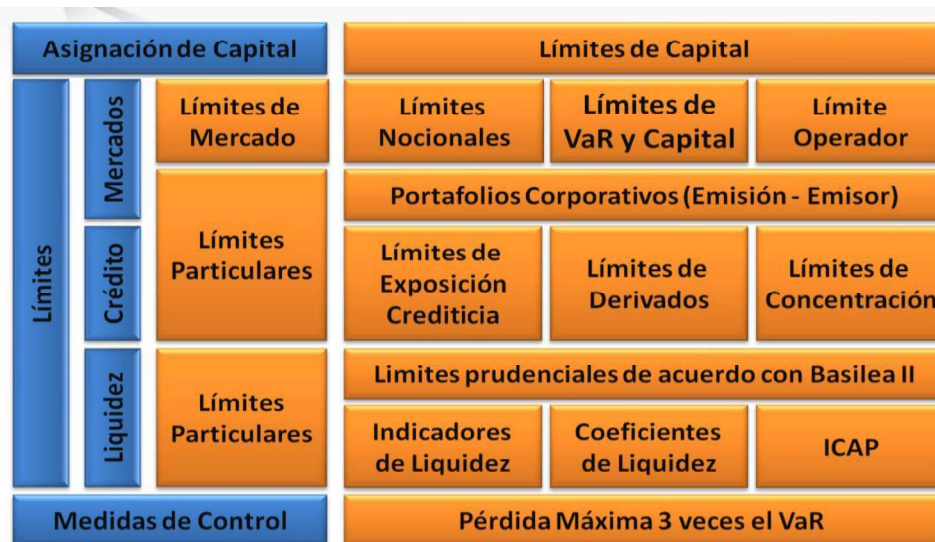 Asignación de Capital
Límites de Capital
Límites
Mercados
Límites de
Mercado
Límites
Nocionales
Límites de
VaR y Capital
Límite
Operador
Portafolios Corporativos (Emisión - Emisor)
Crédito
Límites
Particulares
Límites de
Exposición
Crediticia
Límites de
Derivados
Límites de
Concentración
Liquidez
Límites
Particulares
Limites prudenciales de acuerdo con Basilea II
Indicadores
de Liquidez
Coeficientes
de Liquidez
ICAP
Medidas de Control
Pérdida Máxima 3 veces el VaR